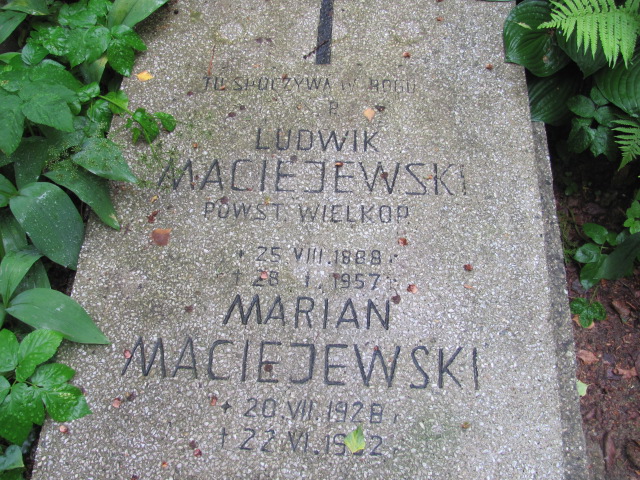 TU SPOCZYWA W BOGU
LUDWIK
MACIEJEWSKI
POWST. WIELKOP
* 25 VIII. 1888 r.
† 28 I. 1957 r.
MARIAN
MACIEJEWSKI
* 20. VII. 1928 r.
† 22. VI.